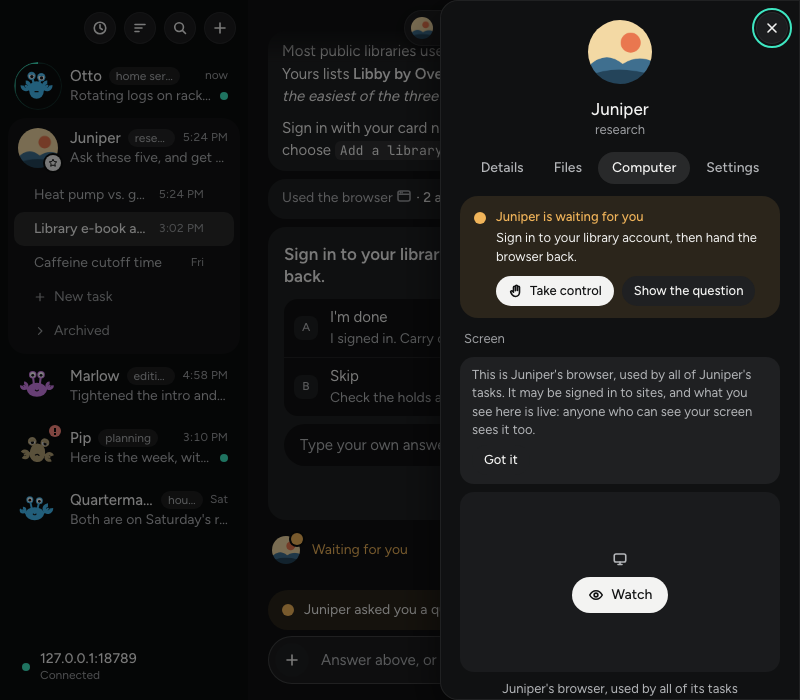 Otto
home ser...
now
Rotating logs on rack...
Juniper
rese...
5:24 PM
Ask these five, and get ...
Heat pump vs. g...
5:24 PM
Library e-book a...
3:02 PM
Caffeine cutoff time
Fri
New task
Archived
Marlow
editi...
4:58 PM
Tightened the intro and...
Pip
planning
3:10 PM
Here is the week, wit...
Quarterma...
hou...
Sat
Both are on Saturday's r...
127.0.0.1:18789
Connected
Most public libraries use
Yours lists Libby by Ove
the easiest of the three
Sign in with your card n
choose Add a library
Used the browser · 2 a
Sign in to your librar
back.
A
I'm done
I signed in. Carry o
B
Skip
Check the holds a
Type your own answe
Waiting for you
Juniper asked you a q
Answer above, or
Juniper
research
Details
Files
Computer
Settings
Juniper is waiting for you
Sign in to your library account, then hand the
browser back.
Take control
Show the question
Screen
This is Juniper's browser, used by all of Juniper's
tasks. It may be signed in to sites, and what you
see here is live: anyone who can see your screen
sees it too.
Got it
Watch
Juniper's browser, used by all of its tasks